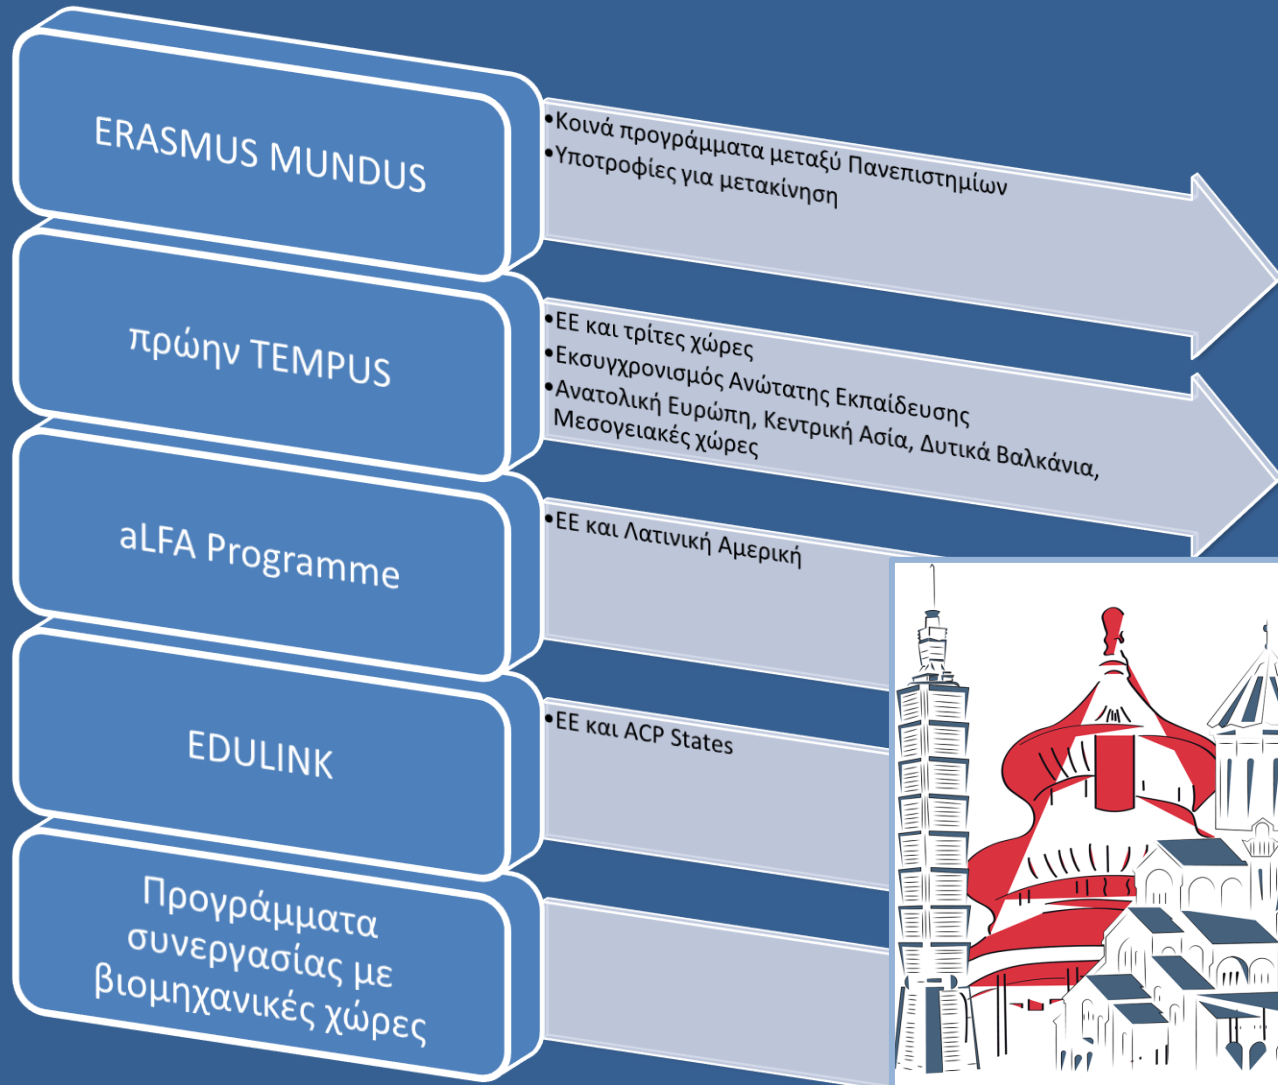 ERASMUS MUNDUS
•Κοινά προγράμματα μεταξύ Πανεπιστημίων
•Υποτροφίες για μετακίνηση
πρώην TEMPUS
•ΕΕ και τρίτες χώρες
•Εκσυγχρονισμός Ανώτατης Εκπαίδευσης
•Ανατολική Ευρώπη, Κεντρική Ασία, Δυτικά Βαλκάνια,
Μεσογειακές χώρες
aLFA Programme
•ΕΕ και Λατινική Αμερική
EDULINK
•ΕΕ και ACP States
Προγράμματα
συνεργασίας με
βιομηχανικές χώρες